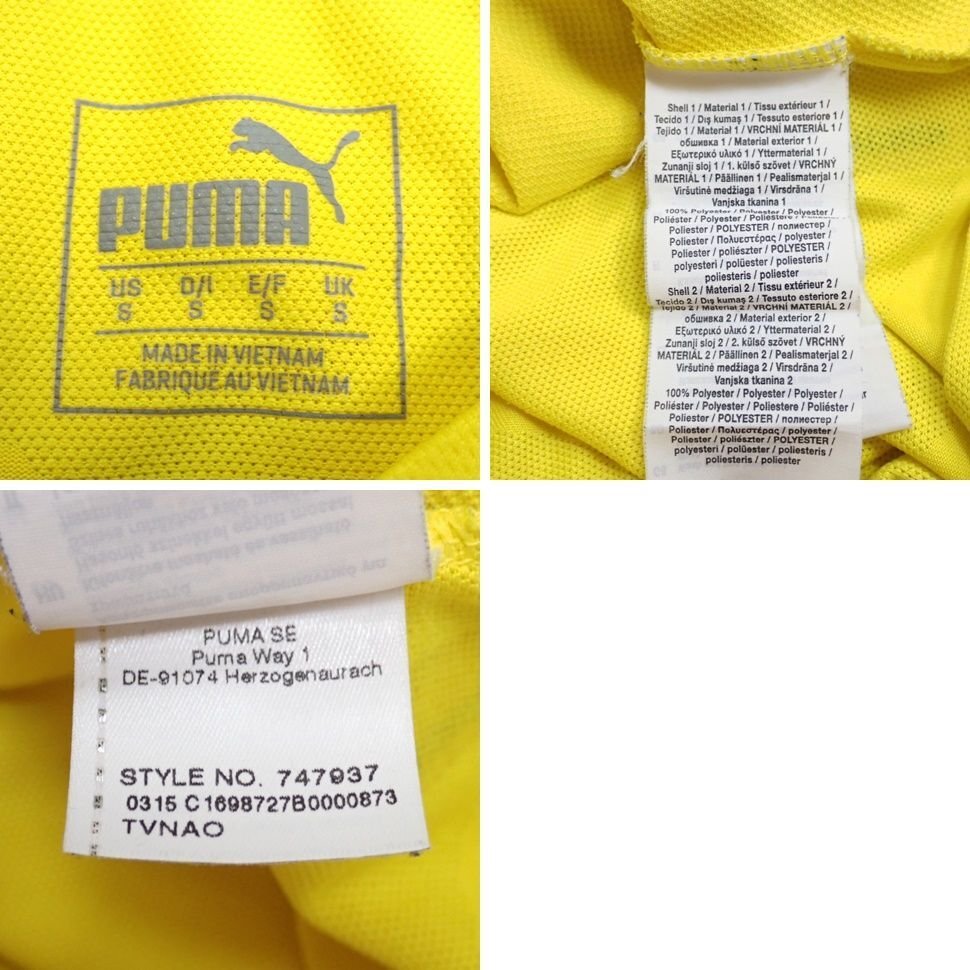 PUMA
US D/I E/F UK
S S S S
MADE IN VIETNAM
FABRIQUÉ AU VIETNAM
Shell 1 / Material 1 / Tissu extérieur 1 /
Tecido 1 / Dış kumaş 1 / Tessuto esteriore 1 /
Tejido 1 / Materiał 1 / VRCHNÍ MATERIÁL 1 /
обшивка 1 / Material exterior 1 /
Εξωτερικό υλικό 1 / Yttermaterial 1 /
Zunanji sloj 1 / 1. külső szövet / VRCHNÝ
MATERIÁL 1 / Päällinen 1 / Pealismaterjal 1 /
Viršutinė medžiaga 1 / Virsdrāna 1 /
Vanjska tkanina 1
100% Polyester / Polyester / Polyester /
Poliéster / Polyester / Poliestere / Poliéster /
Poliester / POLYESTER / полиестер /
Poliester / Πολυεστέρας / polyester /
Poliester / poliészter / POLYESTER /
polyesteri / polüester / poliesteris /
poliesteris / poliester
Shell 2 / Material 2 / Tissu extérieur 2 /
Tecido 2 / Dış kumaş 2 / Tessuto esteriore 2 /
Tejido 2 / Materiał 2 / VRCHNÍ MATERIÁL 2 /
обшивка 2 / Material exterior 2 /
Εξωτερικό υλικό 2 / Yttermaterial 2 /
Zunanji sloj 2 / 2. külső szövet / VRCHNÝ
MATERIÁL 2 / Päällinen 2 / Pealismaterjal 2 /
Viršutinė medžiaga 2 / Virsdrāna 2 /
Vanjska tkanina 2
100% Polyester / Polyester / Polyester /
Poliéster / Polyester / Poliestere / Poliéster /
Poliester / POLYESTER / полиестер /
Poliester / Πολυεστέρας / polyester /
Poliester / poliészter / POLYESTER /
polyesteri / polüester / poliesteris /
poliesteris / poliester
PUMA SE
Puma Way 1
DE-91074 Herzogenaurach
STYLE NO. 747937
0315 C1698727B0000873
TVNAO